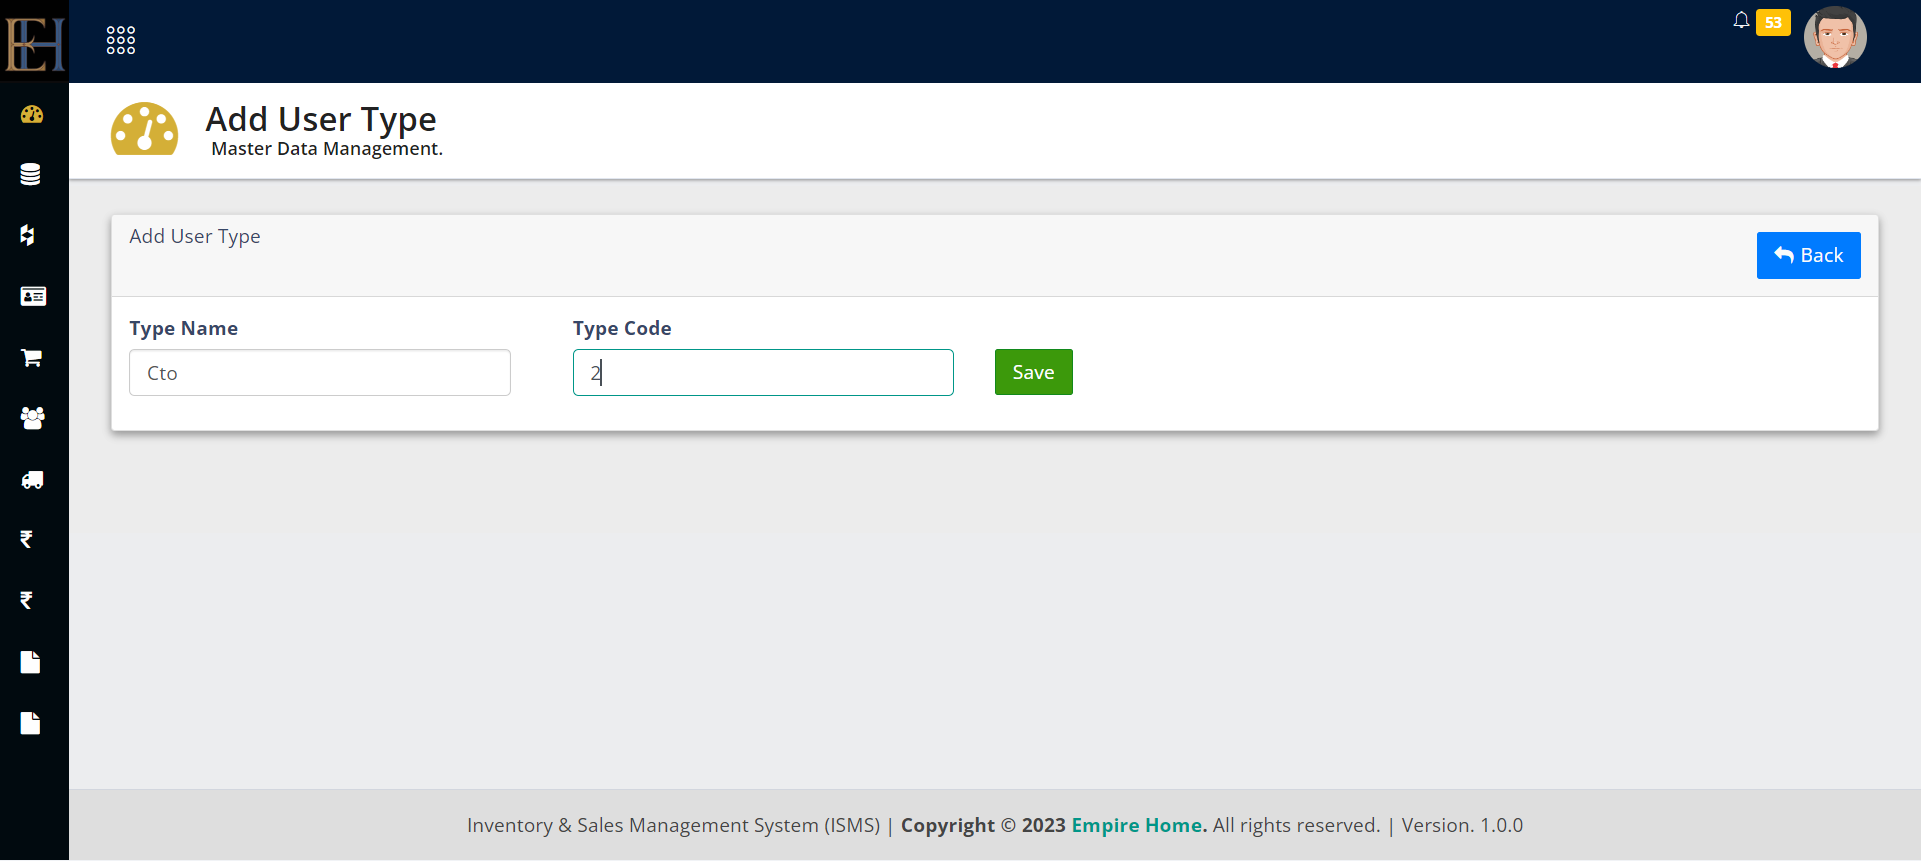 EH
53
Add User Type
Master Data Management.
Add User Type
Back
Type Name
Type Code
Cto
2
Save
Inventory & Sales Management System (ISMS) | Copyright © 2023 Empire Home. All rights reserved. | Version. 1.0.0